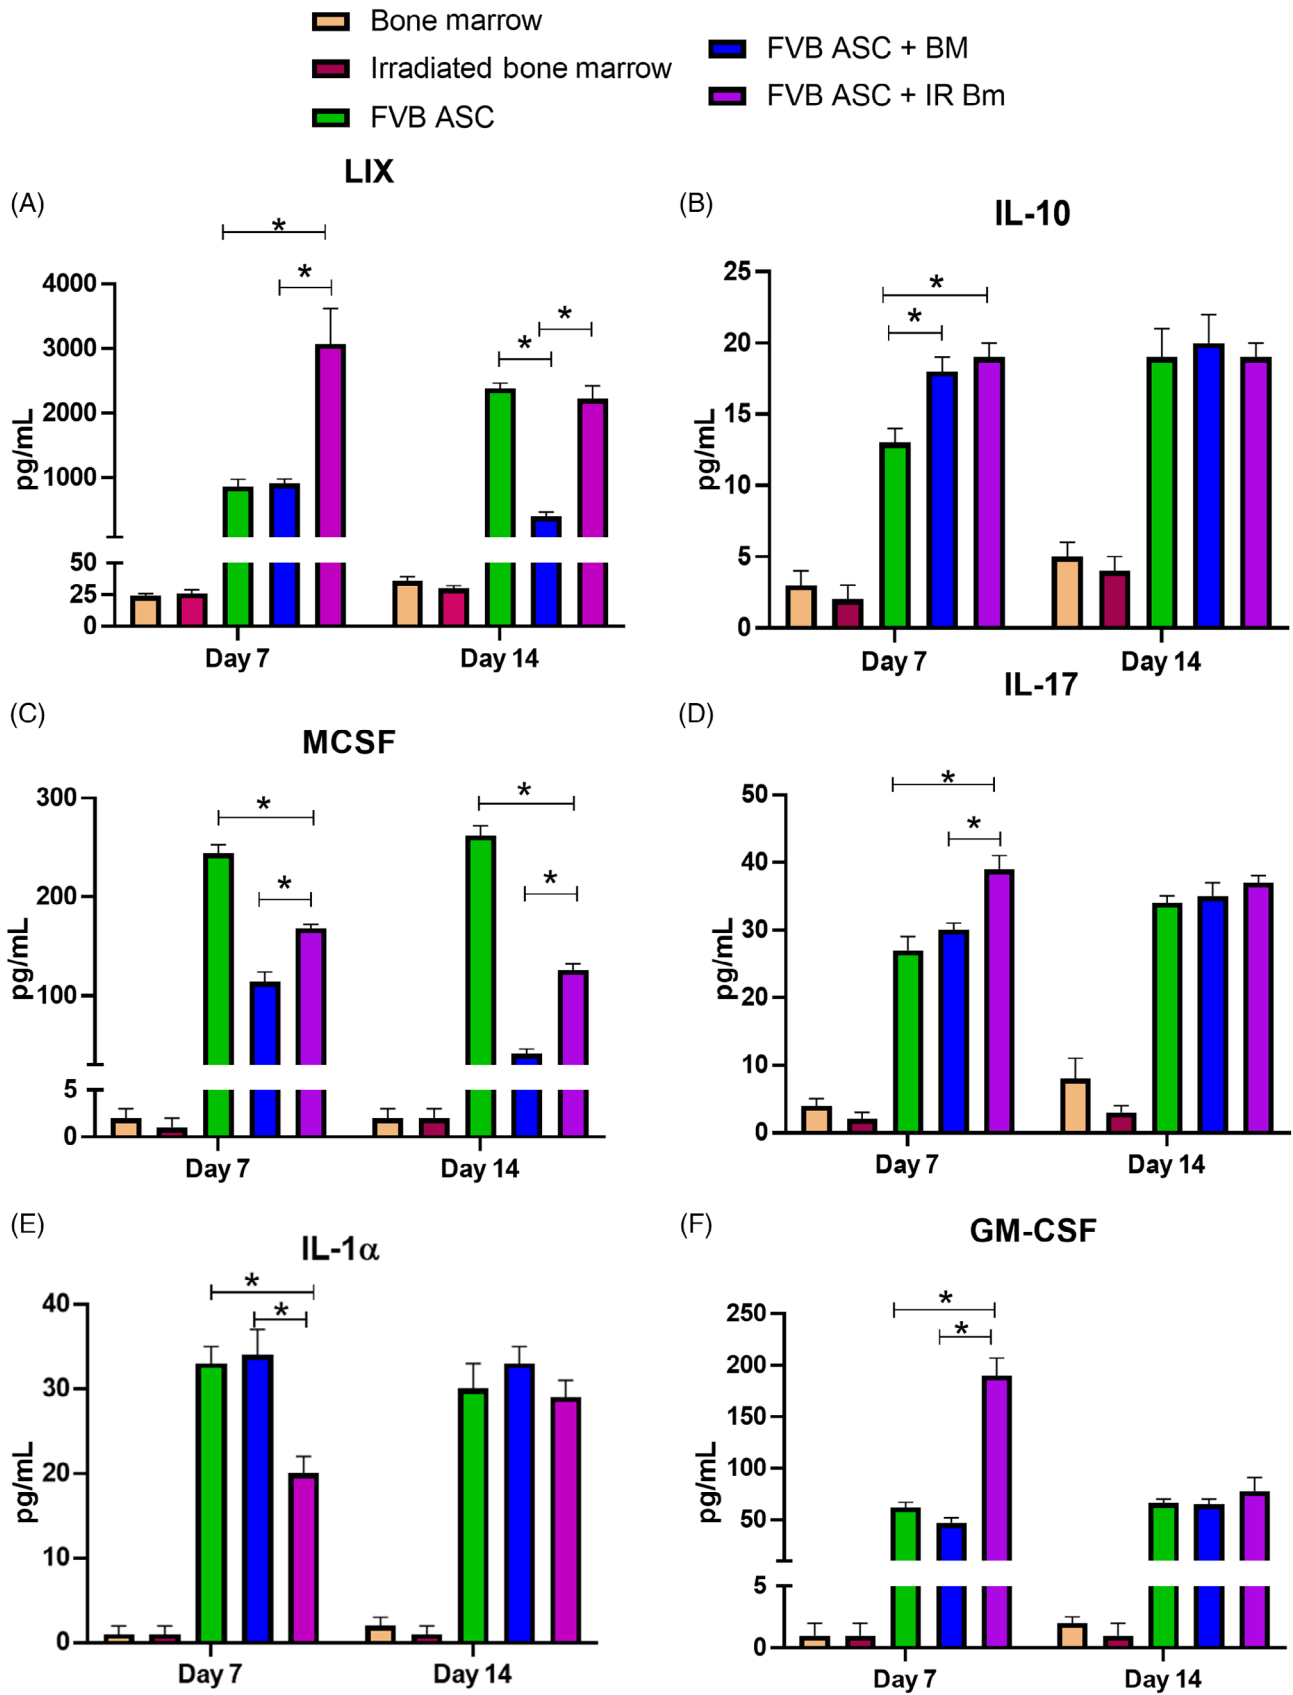 Bone marrow
Irradiated bone marrow
FVB ASC
FVB ASC + BM
FVB ASC + IR Bm
(A)
LIX
pg/mL
4000
3000
2000
1000
50
25
0
*
*
*
*
Day 7
Day 14
(B)
IL-10
pg/mL
25
20
15
10
5
0
*
*
Day 7
Day 14
(C)
MCSF
pg/mL
300
200
100
5
0
*
*
*
*
Day 7
Day 14
(D)
IL-17
pg/mL
50
40
30
20
10
0
*
*
Day 7
Day 14
(E)
IL-1α
pg/mL
40
30
20
10
0
*
*
Day 7
Day 14
(F)
GM-CSF
pg/mL
250
200
150
100
50
5
0
*
*
Day 7
Day 14